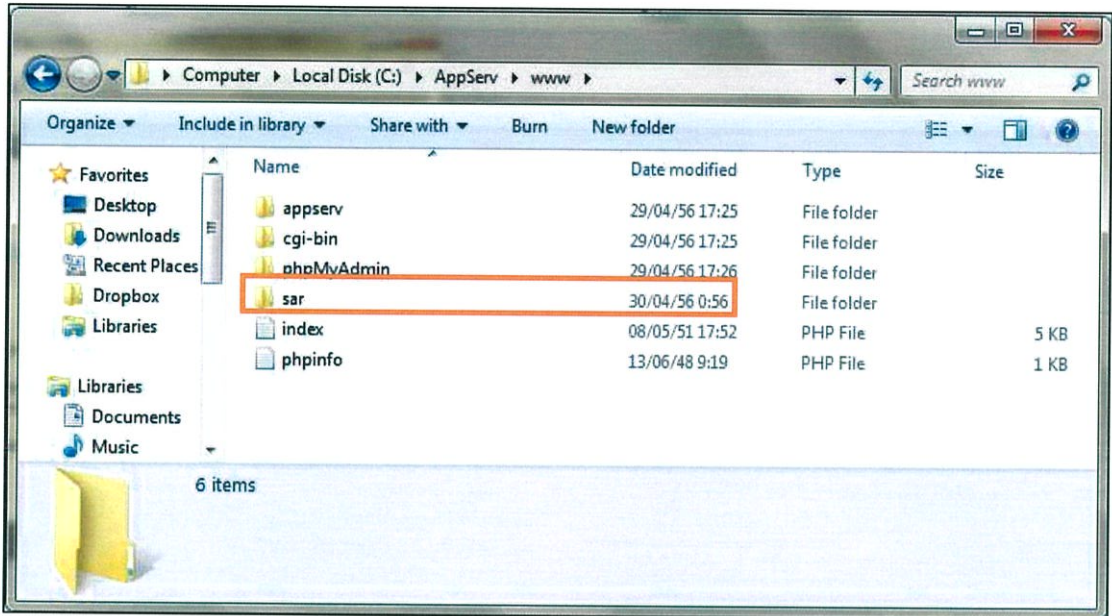 Computer ▸ Local Disk (C:) ▸ AppServ ▸ www ▸ Search www
Organize Include in library Share with Burn New folder
Name Date modified Type Size
Favorites
Desktop
Downloads
Recent Places
Dropbox
Libraries
Libraries
Documents
Music
appserv 29/04/56 17:25 File folder
cgi-bin 29/04/56 17:25 File folder
phpMyAdmin 29/04/56 17:26 File folder
sar 30/04/56 0:56 File folder
index 08/05/51 17:52 PHP File 5 KB
phpinfo 13/06/48 9:19 PHP File 1 KB
6 items